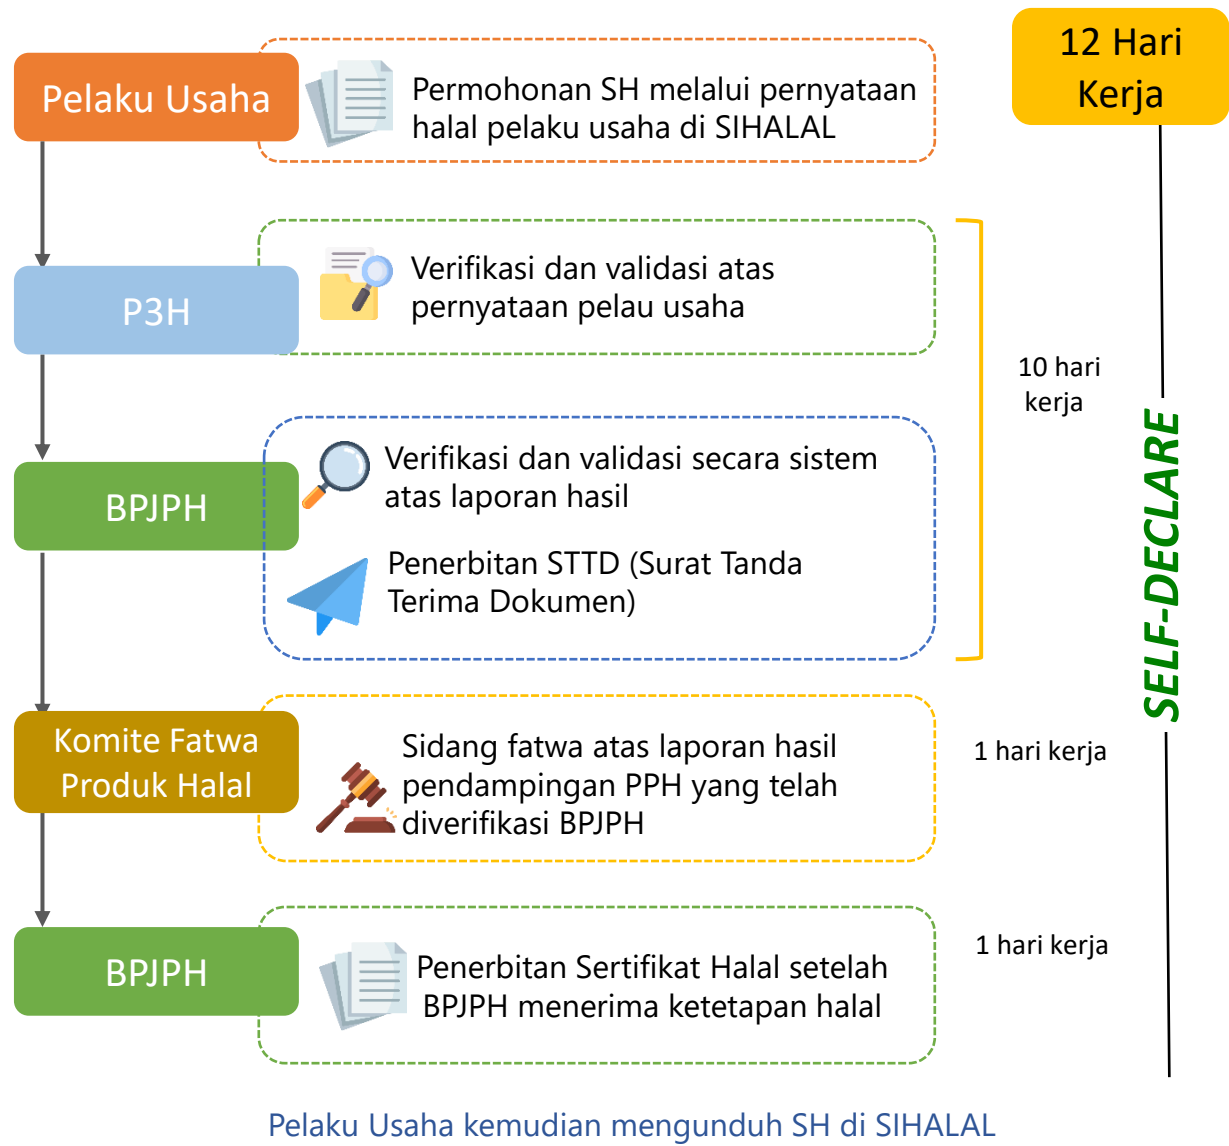 12 Hari
Kerja
Pelaku Usaha
Permohonan SH melalui pernyataan
halal pelaku usaha di SIHALAL
P3H
Verifikasi dan validasi atas
pernyataan pelau usaha
10 hari
kerja
BPJPH
Verifikasi dan validasi secara sistem
atas laporan hasil
Penerbitan STTD (Surat Tanda
Terima Dokumen)
SELF-DECLARE
Komite Fatwa
Produk Halal
Sidang fatwa atas laporan hasil
pendampingan PPH yang telah
diverifikasi BPJPH
1 hari kerja
BPJPH
Penerbitan Sertifikat Halal setelah
BPJPH menerima ketetapan halal
1 hari kerja
Pelaku Usaha kemudian mengunduh SH di SIHALAL